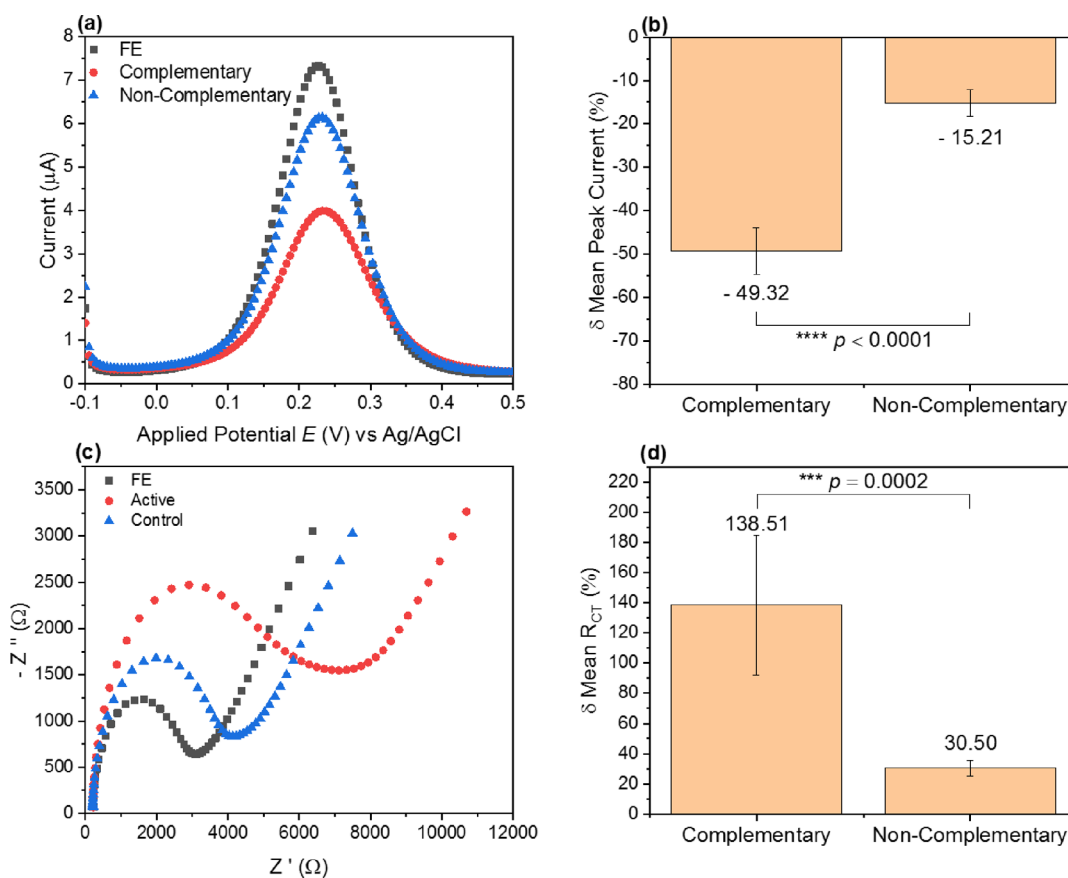 (a)
FE
Complementary
Non-Complementary
8
7
6
5
4
3
2
1
0
Current (μA)
-0.1 0.0 0.1 0.2 0.3 0.4 0.5
Applied Potential E (V) vs Ag/AgCl
(b)
0
-10
-20
-30
-40
-50
-60
-70
-80
δ Mean Peak Current (%)
- 15.21
- 49.32
**** p < 0.0001
Complementary Non-Complementary
(c)
FE
Active
Control
3500
3000
2500
2000
1500
1000
500
0
- Z '' (Ω)
0 2000 4000 6000 8000 10000 12000
Z ' (Ω)
(d)
220
200
180
160
140
120
100
80
60
40
20
0
δ Mean RCT (%)
*** p = 0.0002
138.51
30.50
Complementary Non-Complementary